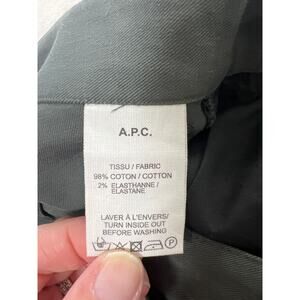 A.P.C.
TISSU / FABRIC
98% COTON / COTTON
2% ELASTHANNE /
ELASTANE
LAVER À L'ENVERS/
TURN INSIDE OUT
BEFORE WASHING
P